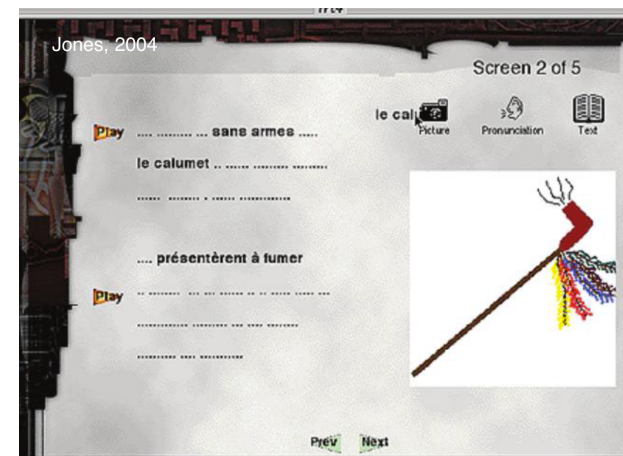 Jones, 2004
Screen 2 of 5
le calu
Picture Pronunciation Text
Play .... ......... ... sans armes .....
le calumet .. ...... ....... .........
...... ........ . ...... .............
.... présentèrent à fumer
Play .. ........ ... ... ...... .. .. ..... .... ...
............. ......... ... .... ........
.......... .... ...........
Prev Next